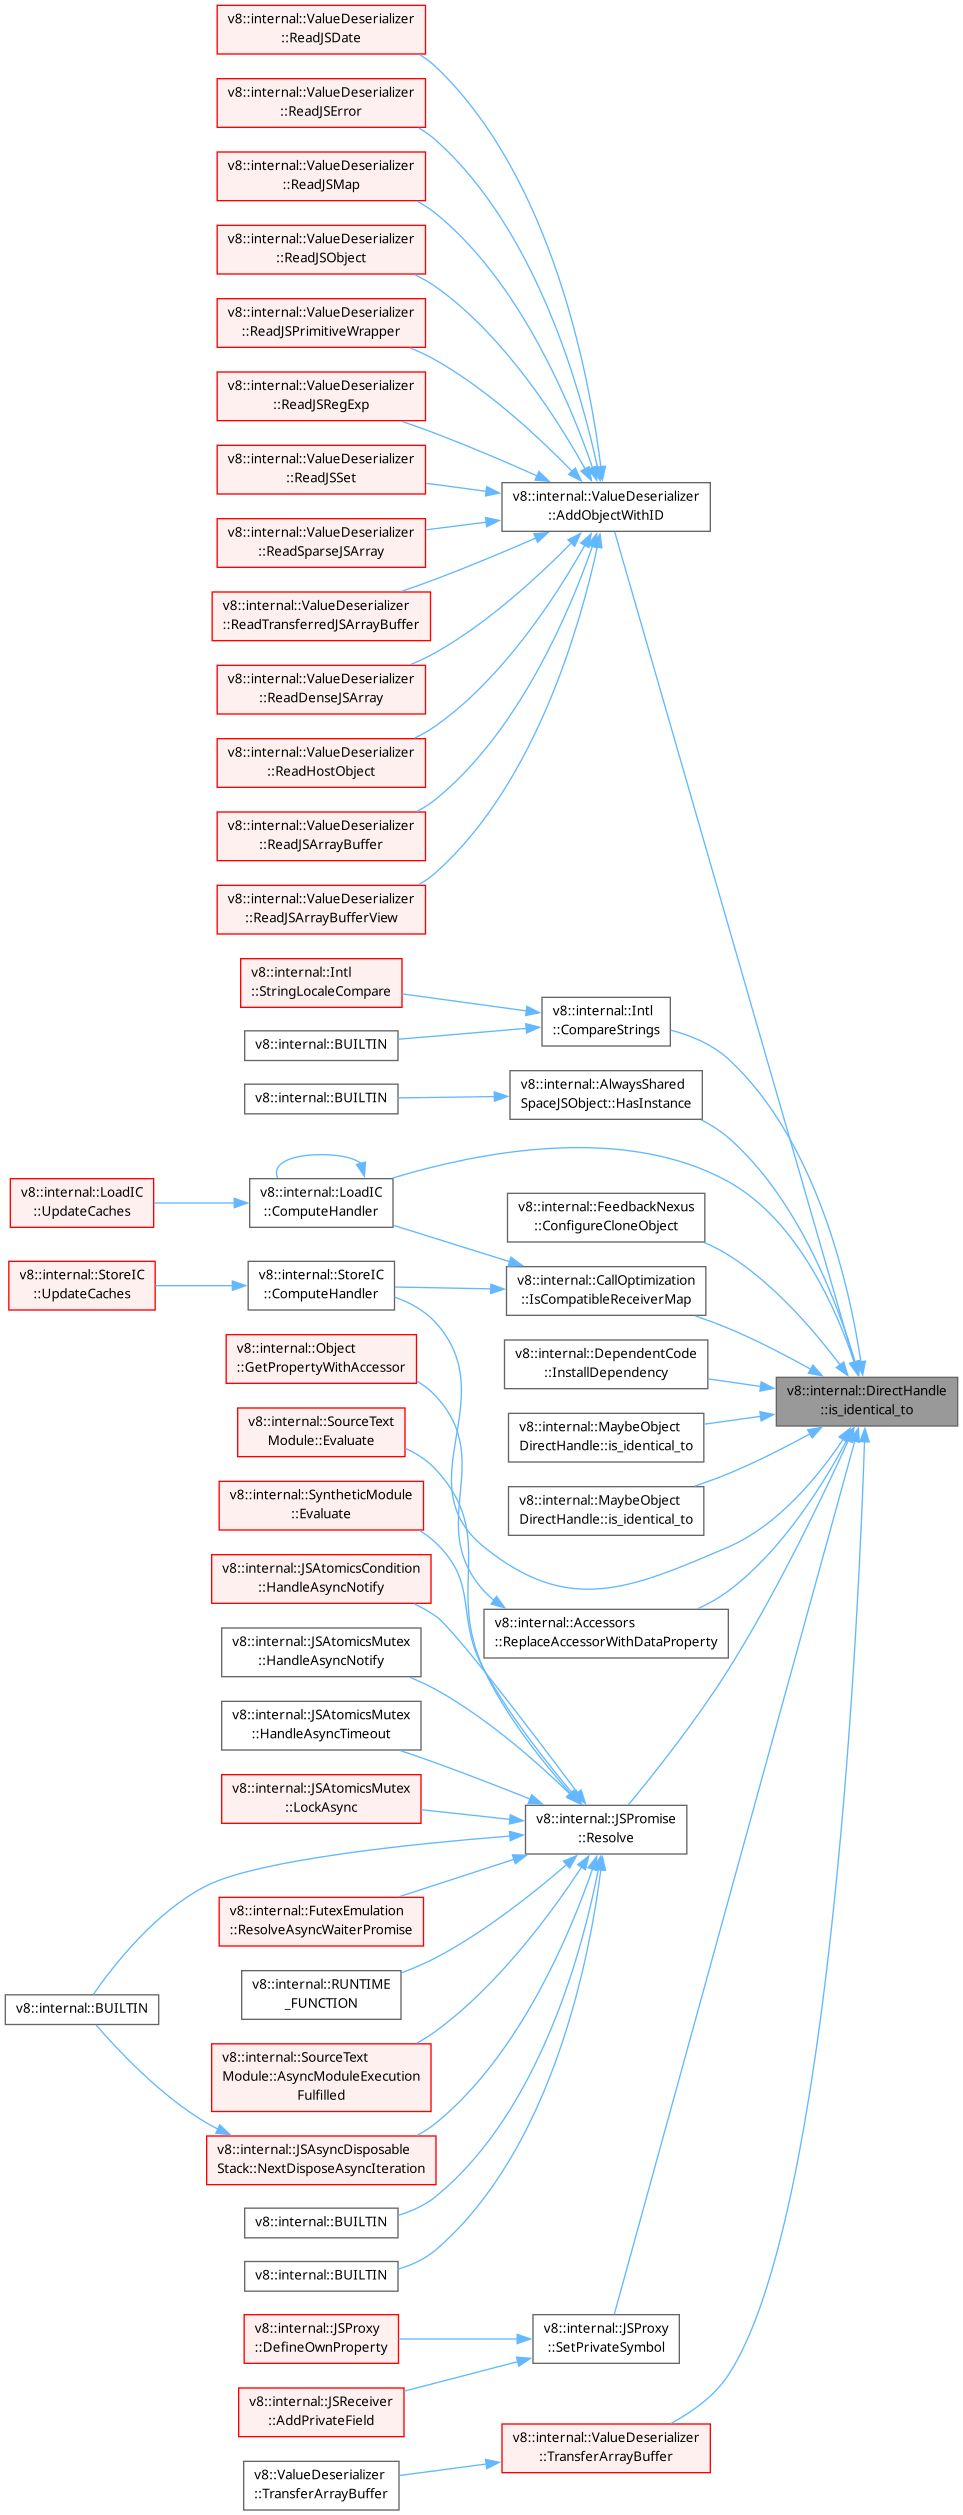 v8::internal::ValueDeserializer
::ReadJSDate
v8::internal::ValueDeserializer
::ReadJSError
v8::internal::ValueDeserializer
::ReadJSMap
v8::internal::ValueDeserializer
::ReadJSObject
v8::internal::ValueDeserializer
::ReadJSPrimitiveWrapper
v8::internal::ValueDeserializer
::ReadJSRegExp
v8::internal::ValueDeserializer
::ReadJSSet
v8::internal::ValueDeserializer
::AddObjectWithID
v8::internal::ValueDeserializer
::ReadSparseJSArray
v8::internal::ValueDeserializer
::ReadTransferredJSArrayBuffer
v8::internal::ValueDeserializer
::ReadDenseJSArray
v8::internal::ValueDeserializer
::ReadHostObject
v8::internal::ValueDeserializer
::ReadJSArrayBuffer
v8::internal::ValueDeserializer
::ReadJSArrayBufferView
v8::internal::Intl
::StringLocaleCompare
v8::internal::Intl
::CompareStrings
v8::internal::BUILTIN
v8::internal::BUILTIN
v8::internal::AlwaysShared
SpaceJSObject::HasInstance
v8::internal::LoadIC
::UpdateCaches
v8::internal::LoadIC
::ComputeHandler
v8::internal::FeedbackNexus
::ConfigureCloneObject
v8::internal::StoreIC
::UpdateCaches
v8::internal::StoreIC
::ComputeHandler
v8::internal::CallOptimization
::IsCompatibleReceiverMap
v8::internal::Object
::GetPropertyWithAccessor
v8::internal::DependentCode
::InstallDependency
v8::internal::DirectHandle
::is_identical_to
v8::internal::SourceText
Module::Evaluate
v8::internal::MaybeObject
DirectHandle::is_identical_to
v8::internal::SyntheticModule
::Evaluate
v8::internal::MaybeObject
DirectHandle::is_identical_to
v8::internal::JSAtomicsCondition
::HandleAsyncNotify
v8::internal::Accessors
::ReplaceAccessorWithDataProperty
v8::internal::JSAtomicsMutex
::HandleAsyncNotify
v8::internal::JSAtomicsMutex
::HandleAsyncTimeout
v8::internal::JSAtomicsMutex
::LockAsync
v8::internal::JSPromise
::Resolve
v8::internal::FutexEmulation
::ResolveAsyncWaiterPromise
v8::internal::RUNTIME
_FUNCTION
v8::internal::BUILTIN
v8::internal::SourceText
Module::AsyncModuleExecution
Fulfilled
v8::internal::JSAsyncDisposable
Stack::NextDisposeAsyncIteration
v8::internal::BUILTIN
v8::internal::BUILTIN
v8::internal::JSProxy
::DefineOwnProperty
v8::internal::JSProxy
::SetPrivateSymbol
v8::internal::JSReceiver
::AddPrivateField
v8::internal::ValueDeserializer
::TransferArrayBuffer
v8::ValueDeserializer
::TransferArrayBuffer